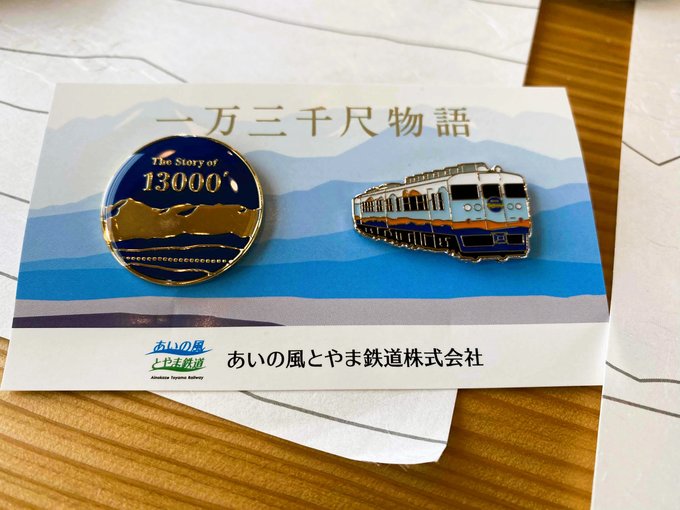 一万三千尺物語
The Story of
13000'
あいの風
とやま鉄道
Ainokaze Toyama Railway
あいの風とやま鉄道株式会社